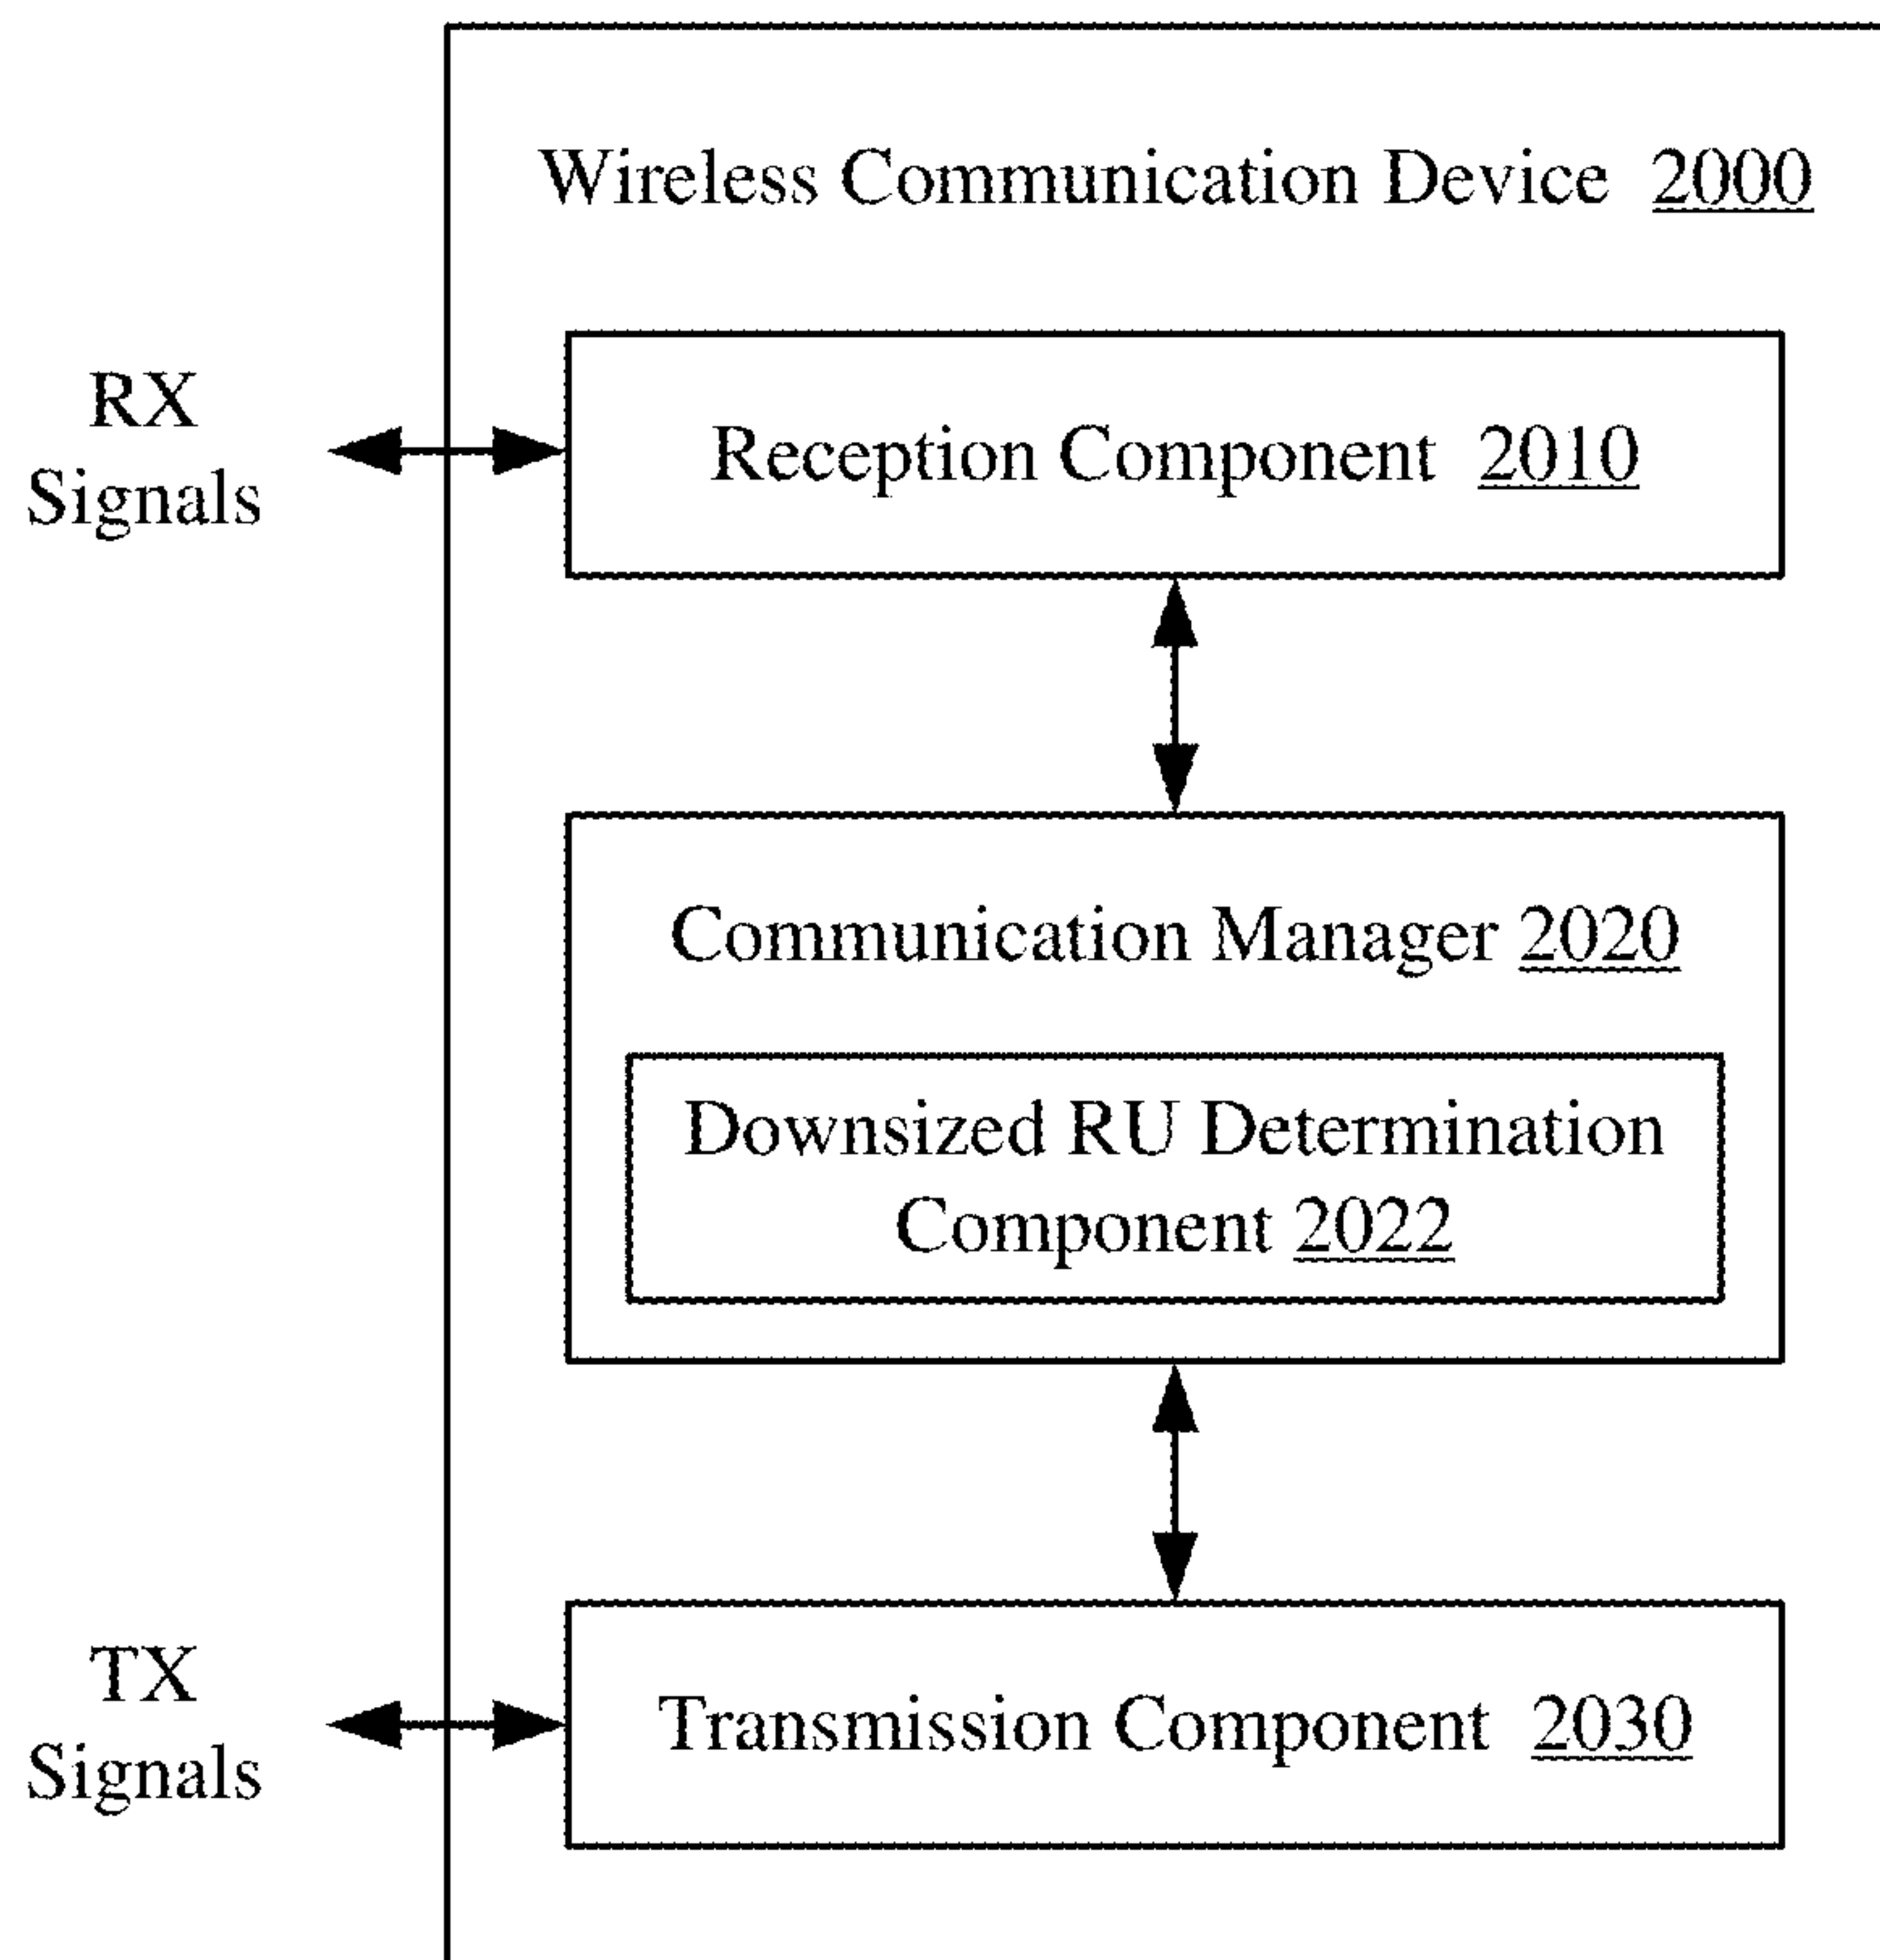 Wireless Communication Device 2000
RX
Signals
Reception Component 2010
Communication Manager 2020
Downsized RU Determination
Component 2022
TX
Signals
Transmission Component 2030